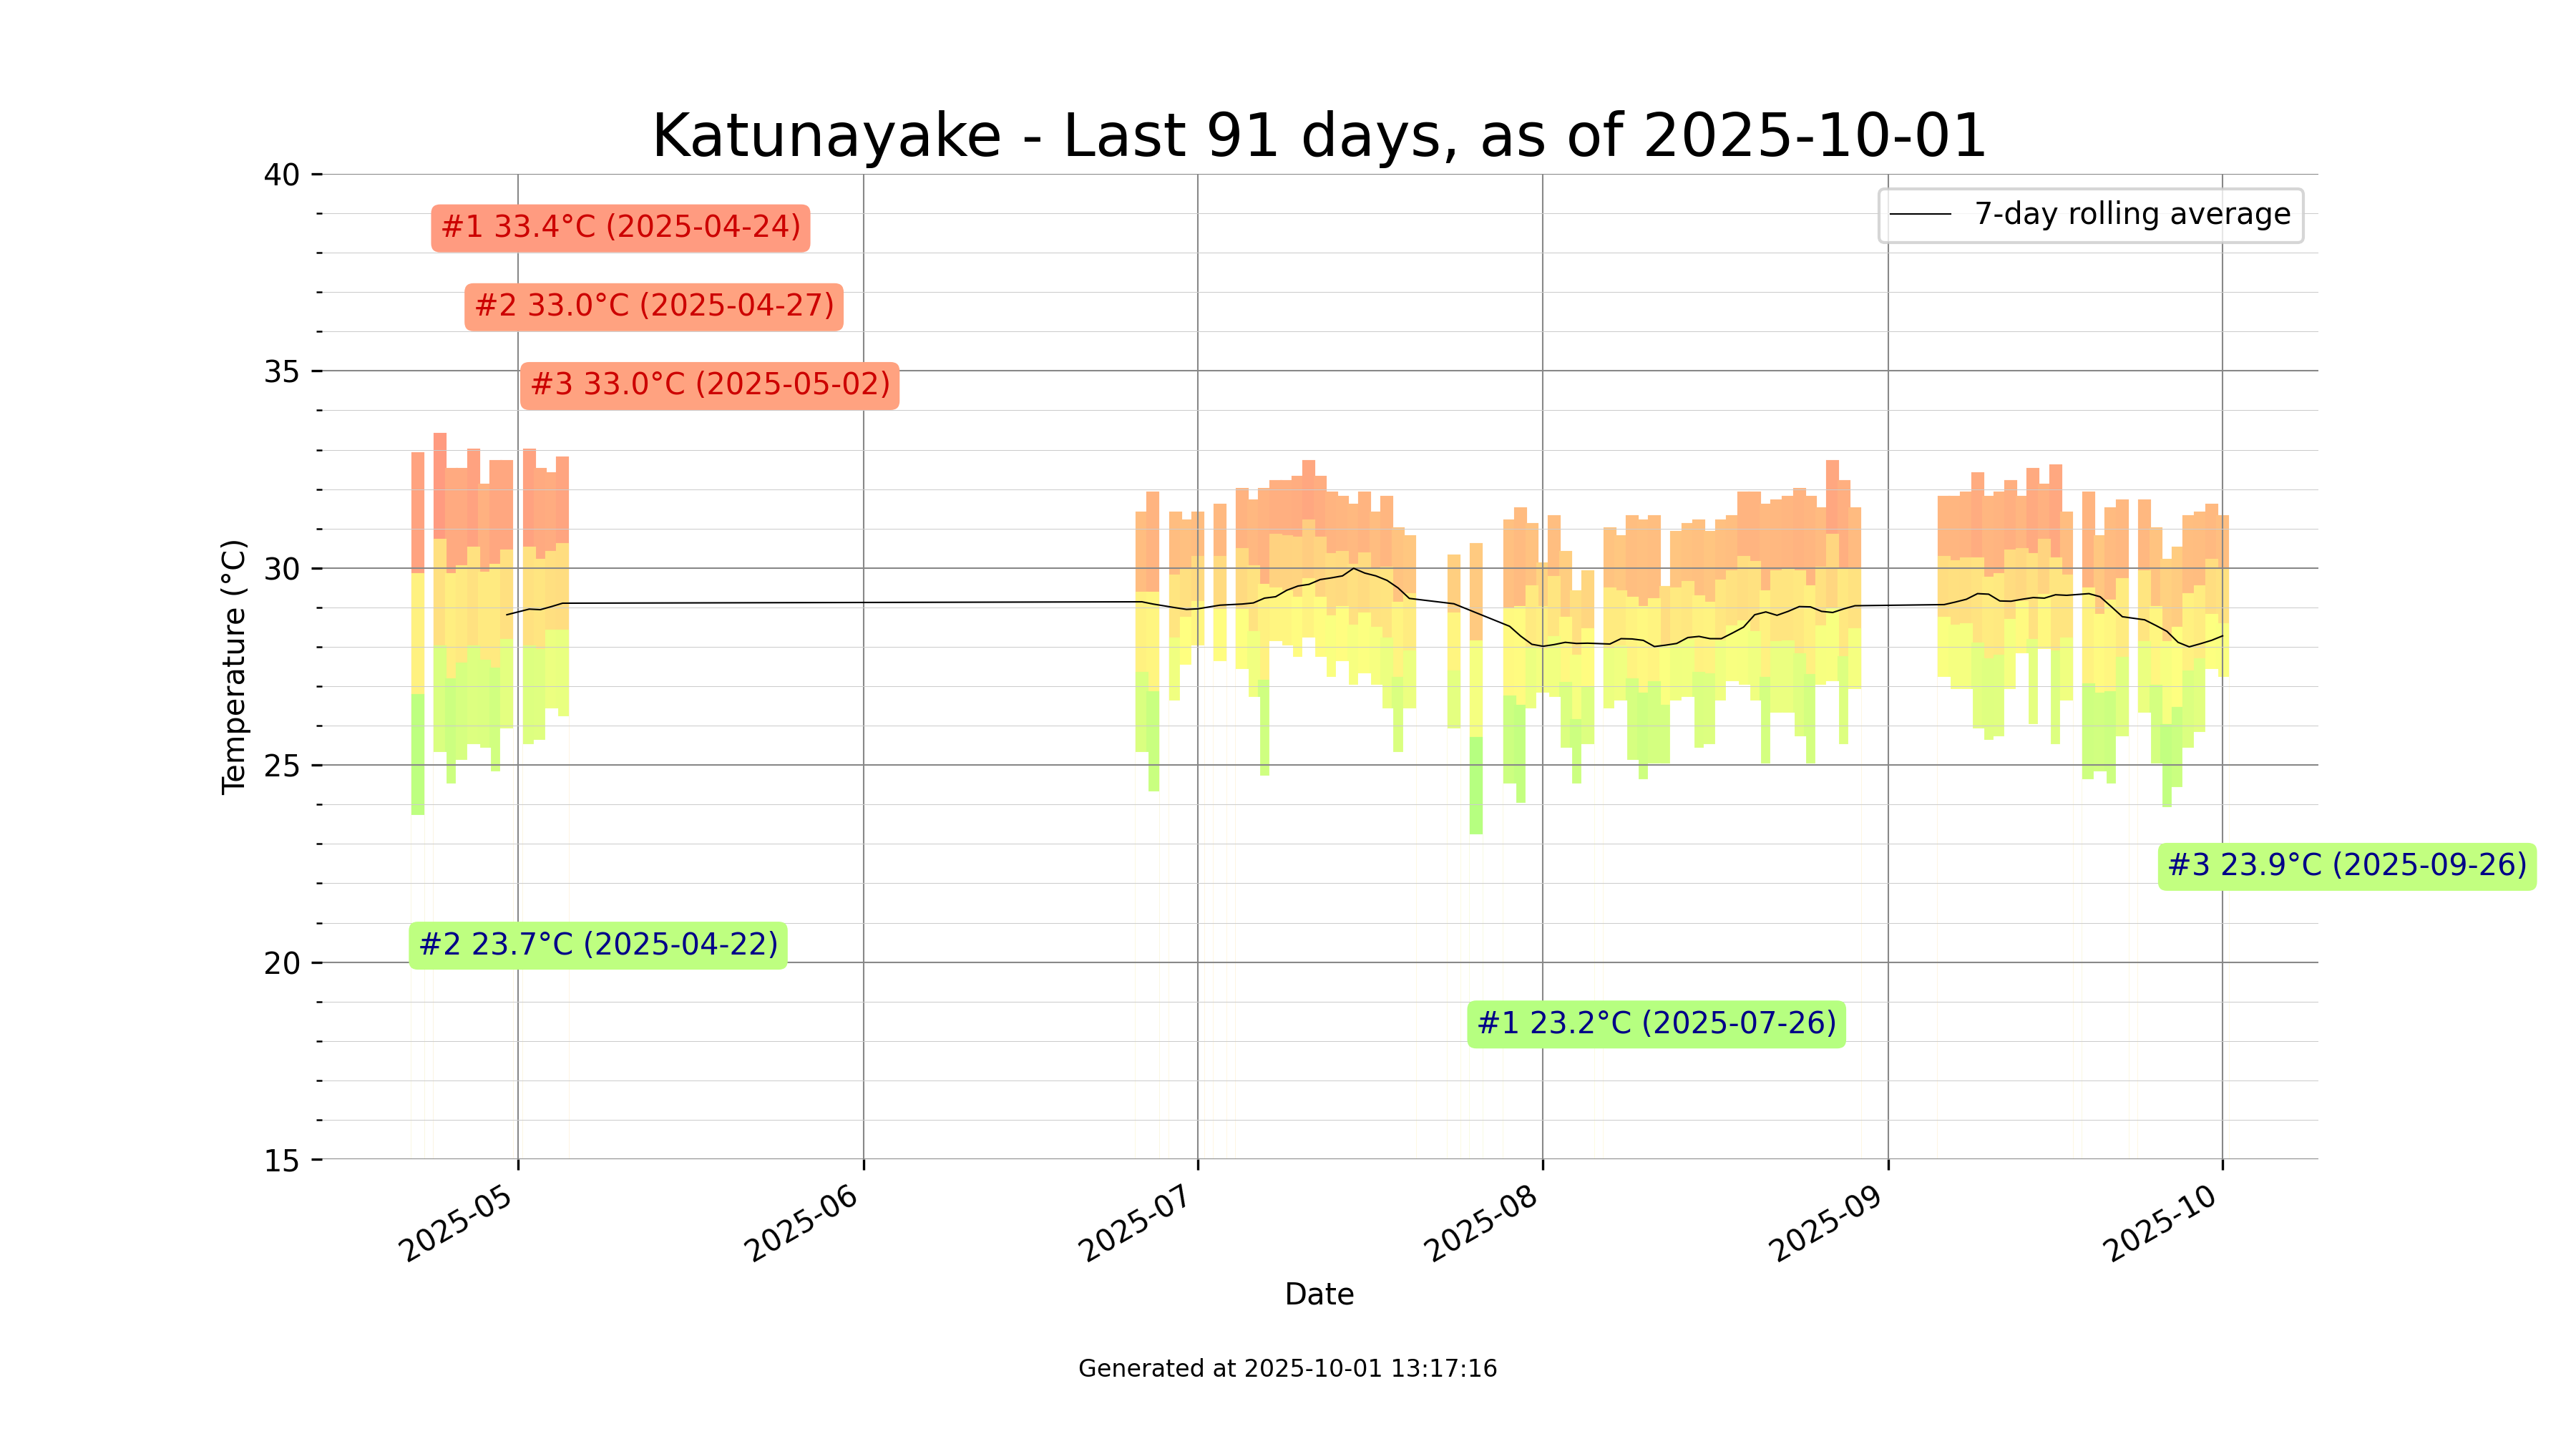 Katunayake - Last 91 days, as of 2025-10-01
40
7-day rolling average
#1 33.4°C (2025-04-24)
#2 33.0°C (2025-04-27)
35
#3 33.0°C (2025-05-02)
30
Temperature (°C)
25
#3 23.9°C (2025-09-26)
#2 23.7°C (2025-04-22)
20
#1 23.2°C (2025-07-26)
15
2025-05
2025-06
2025-07
2025-08
2025-09
2025-10
Date
Generated at 2025-10-01 13:17:16